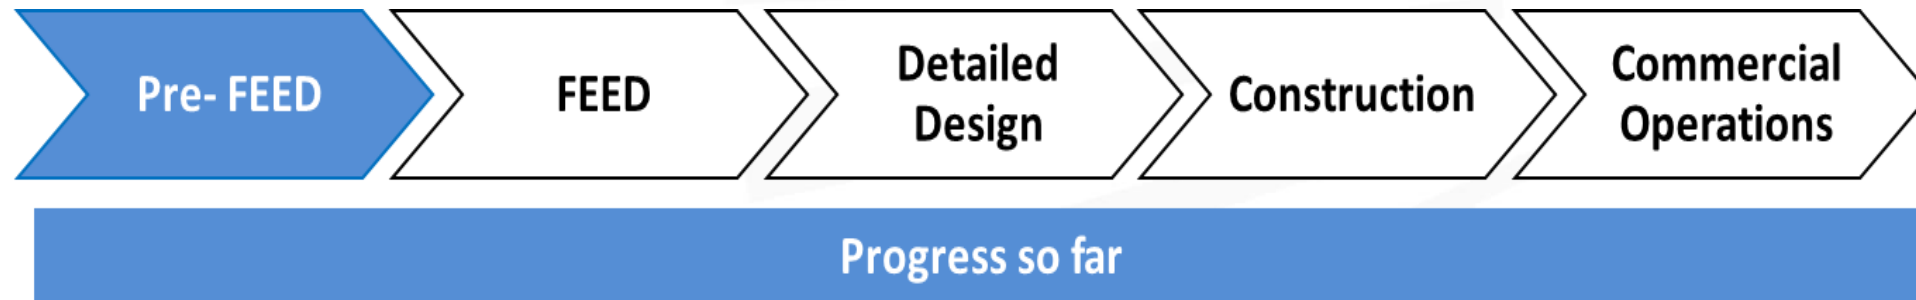 Pre- FEED
FEED
Detailed
Design
Construction
Commercial
Operations
Progress so far